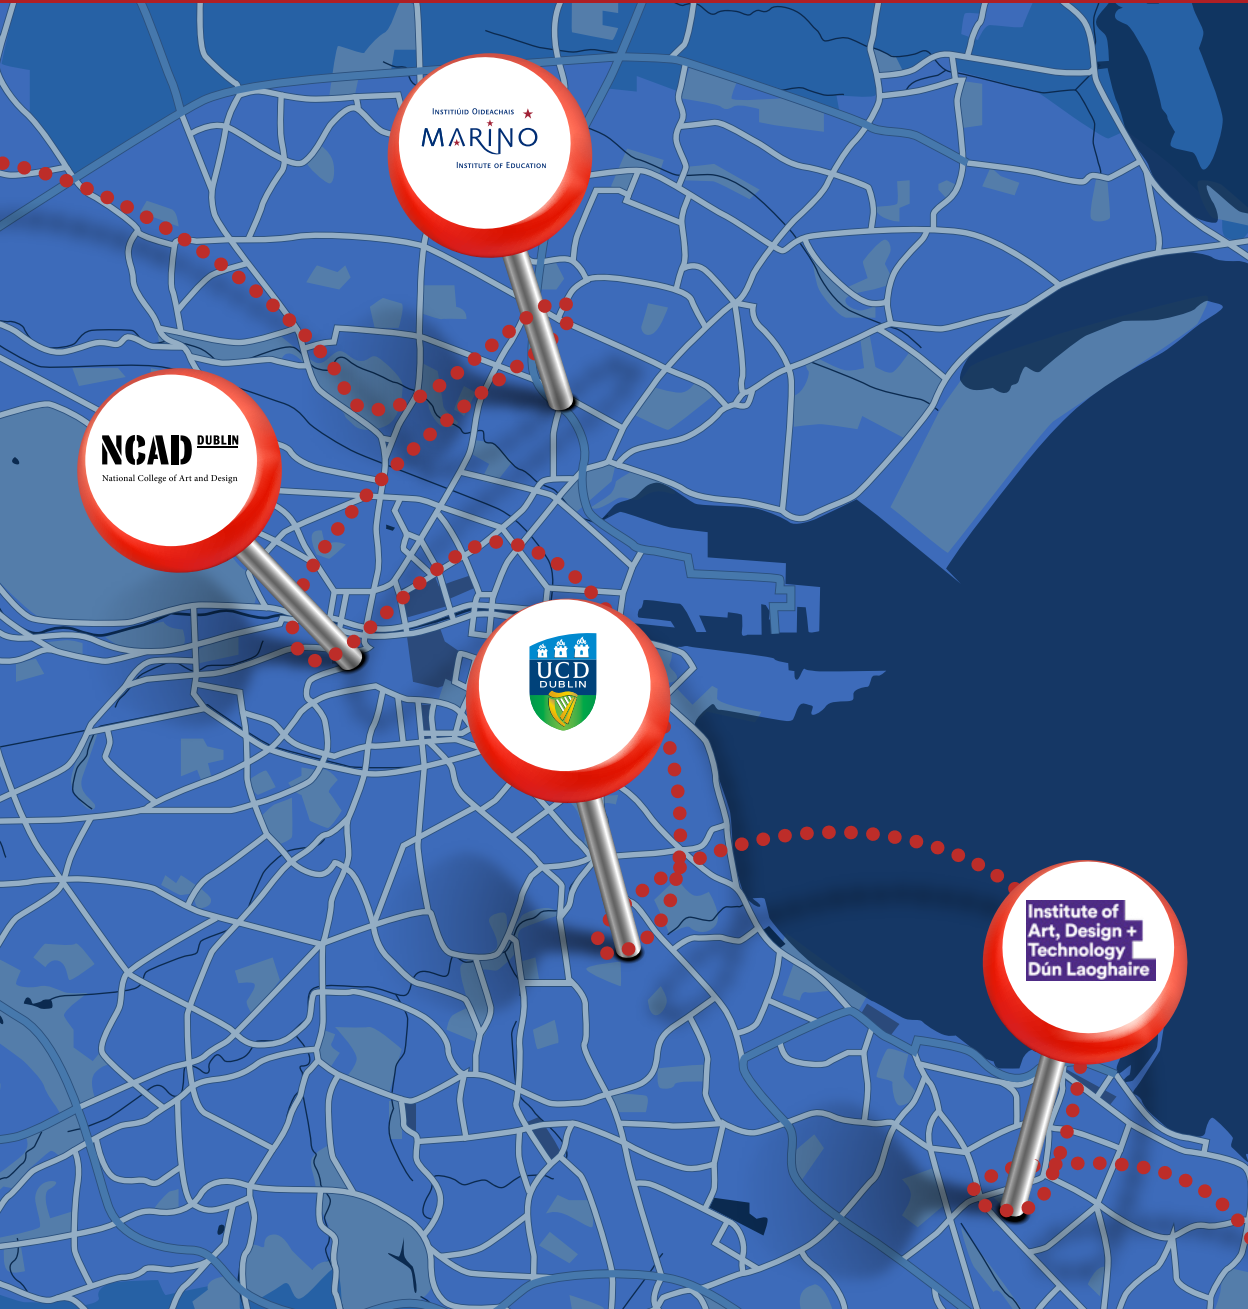 Institiúid Oideachais
MARINO
Institute of Education
NCAD DUBLIN
National College of Art and Design
UCD
DUBLIN
Institute of
Art, Design +
Technology
Dún Laoghaire